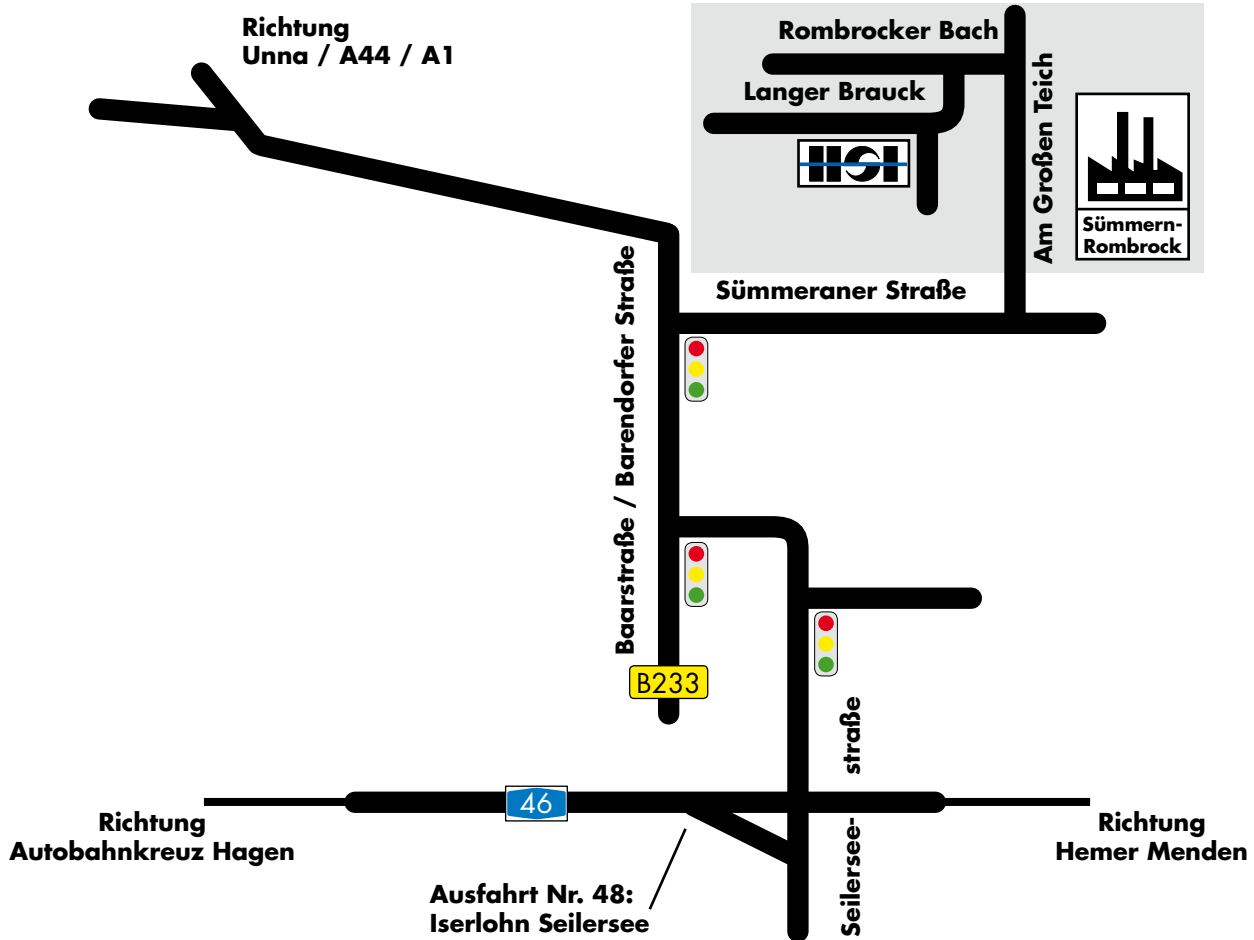 Richtung
Unna / A44 / A1
Rombrocker Bach
Langer Brauck
Am Großen Teich
HSI
Sümmern-
Rombrock
Sümmeraner Straße
Baarstraße / Barendorfer Straße
B233
Seilersee- straße
46
Richtung
Autobahnkreuz Hagen
Richtung
Hemer Menden
Ausfahrt Nr. 48:
Iserlohn Seilersee